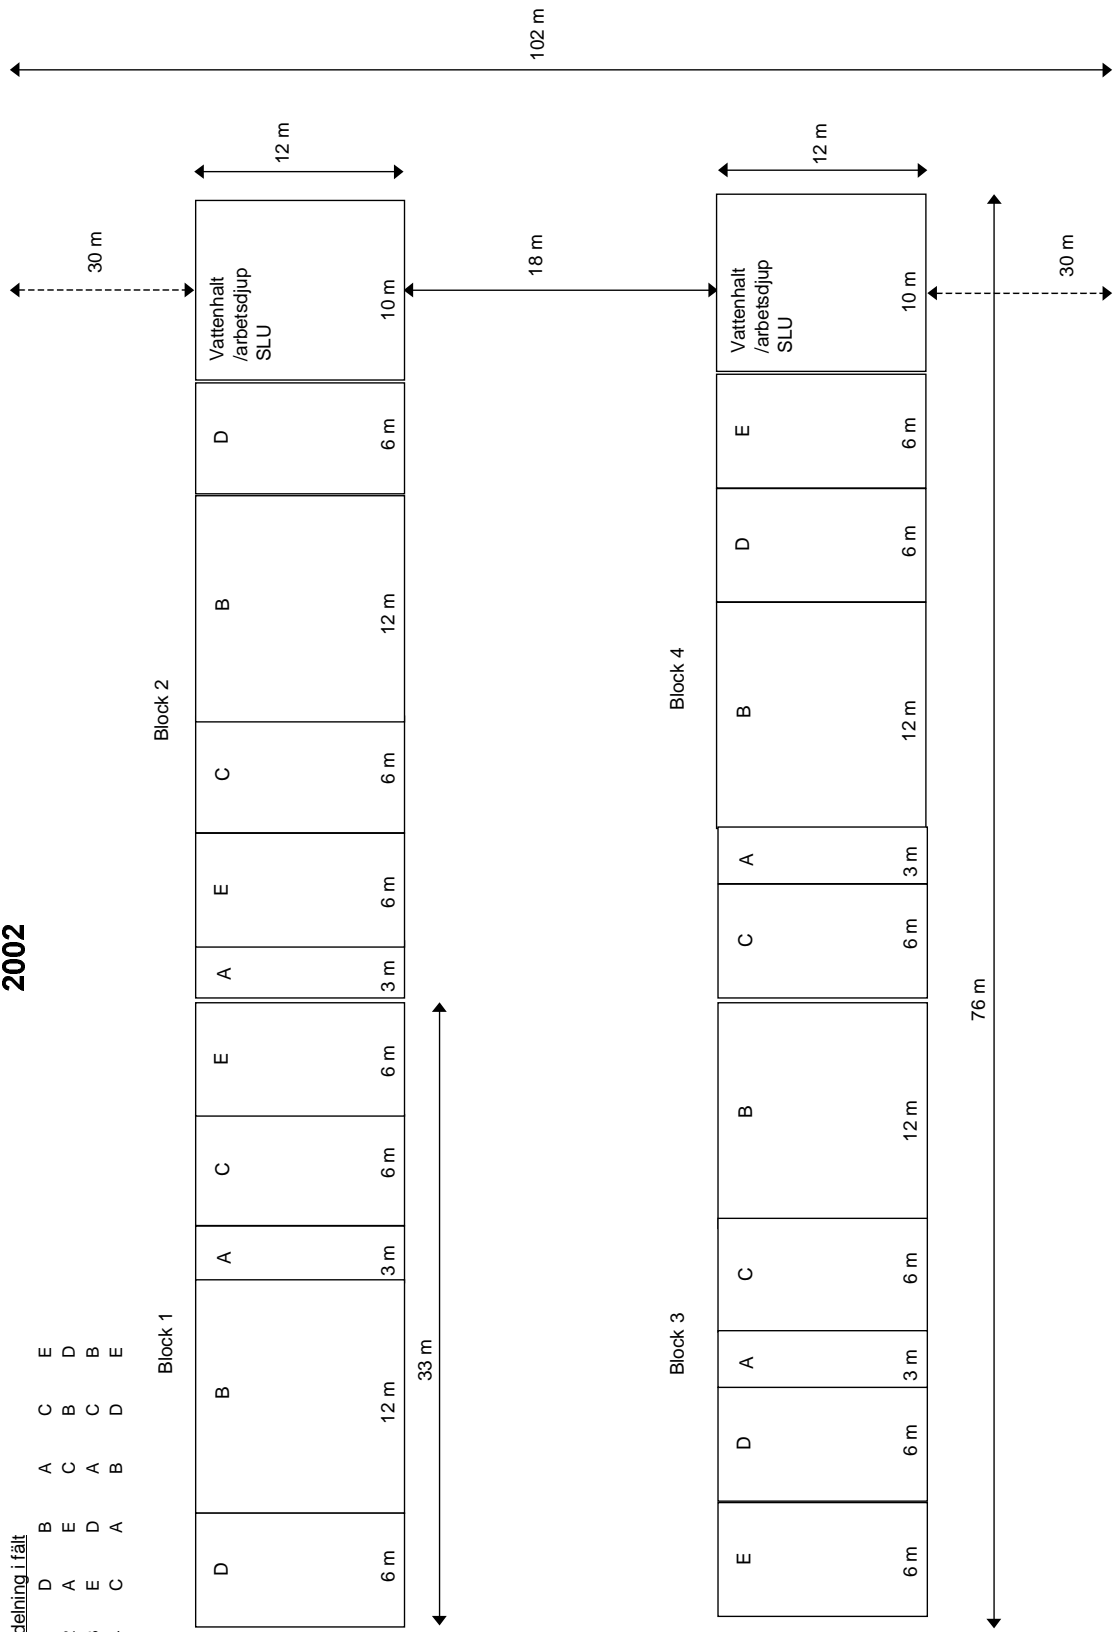 2002
delning i fält
D B A C E
A E C B D
E D A C B
C A B D E
30 m
Block 1
Block 2
D B A C E A E C B D
Vattenhalt
/arbetsdjup
SLU
12 m
6 m 12 m 3 m 6 m 6 m 3 m 6 m 6 m 12 m 6 m 10 m
33 m
18 m
102 m
Block 3
Block 4
E D A C B C A B D E
Vattenhalt
/arbetsdjup
SLU
12 m
6 m 6 m 3 m 6 m 12 m 6 m 3 m 12 m 6 m 6 m 10 m
76 m
30 m